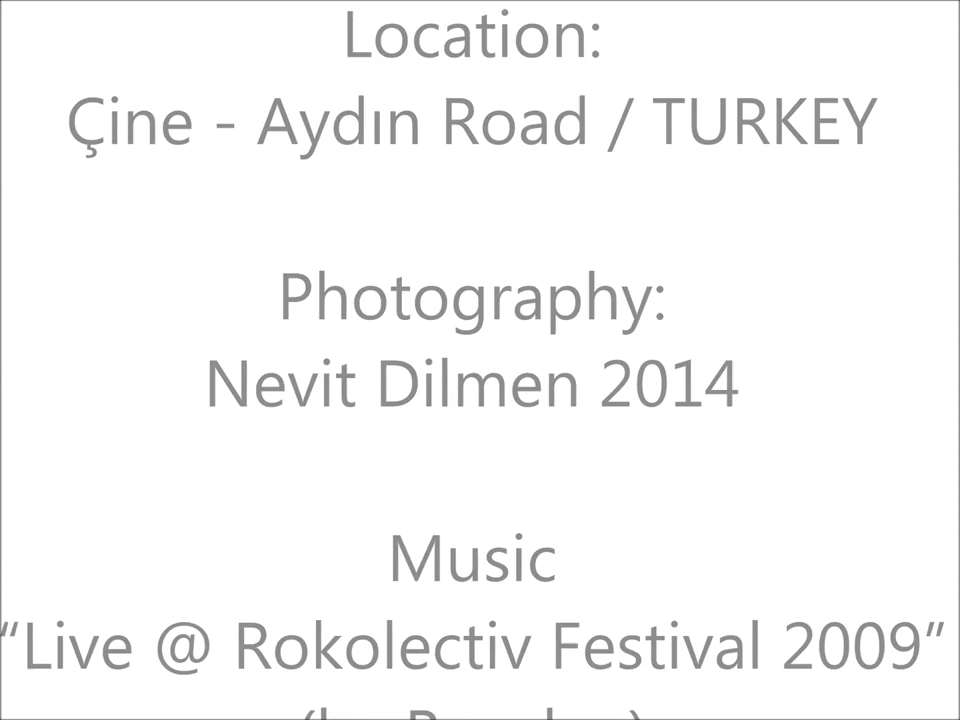 Location:
Çine - Aydın Road / TURKEY
Photography:
Nevit Dilmen 2014
Music
“Live @ Rokolectiv Festival 2009”